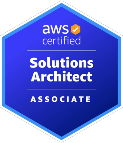 aws
certified
Solutions
Architect
ASSOCIATE